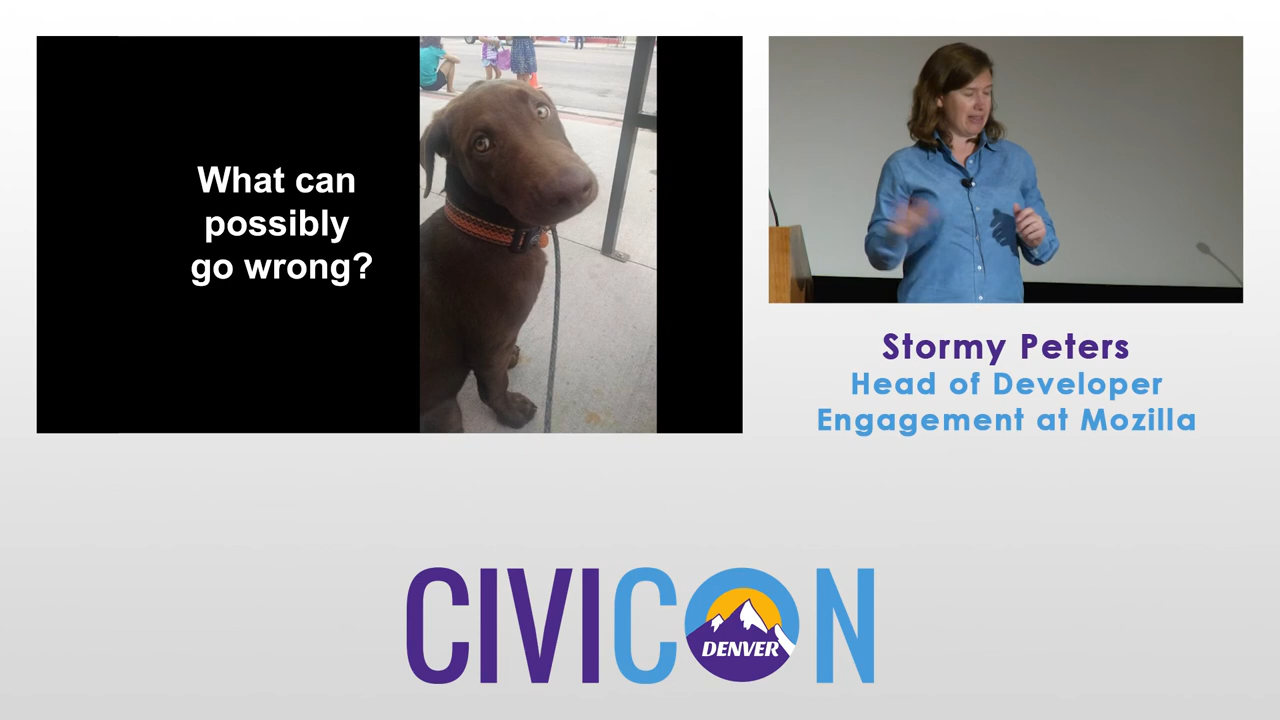 What can
possibly
go wrong?
Stormy Peters
Head of Developer
Engagement at Mozilla
CIVICON
DENVER